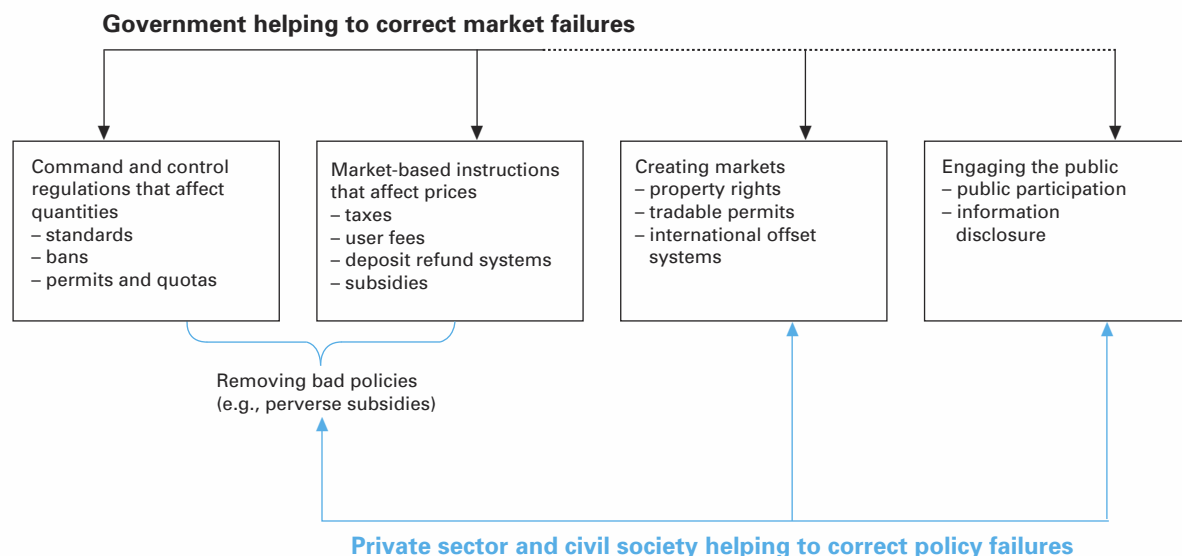 Government helping to correct market failures
Command and control
regulations that affect
quantities
– standards
– bans
– permits and quotas
Market-based instructions
that affect prices
– taxes
– user fees
– deposit refund systems
– subsidies
Creating markets
– property rights
– tradable permits
– international offset
systems
Engaging the public
– public participation
– information
disclosure
Removing bad policies
(e.g., perverse subsidies)
Private sector and civil society helping to correct policy failures